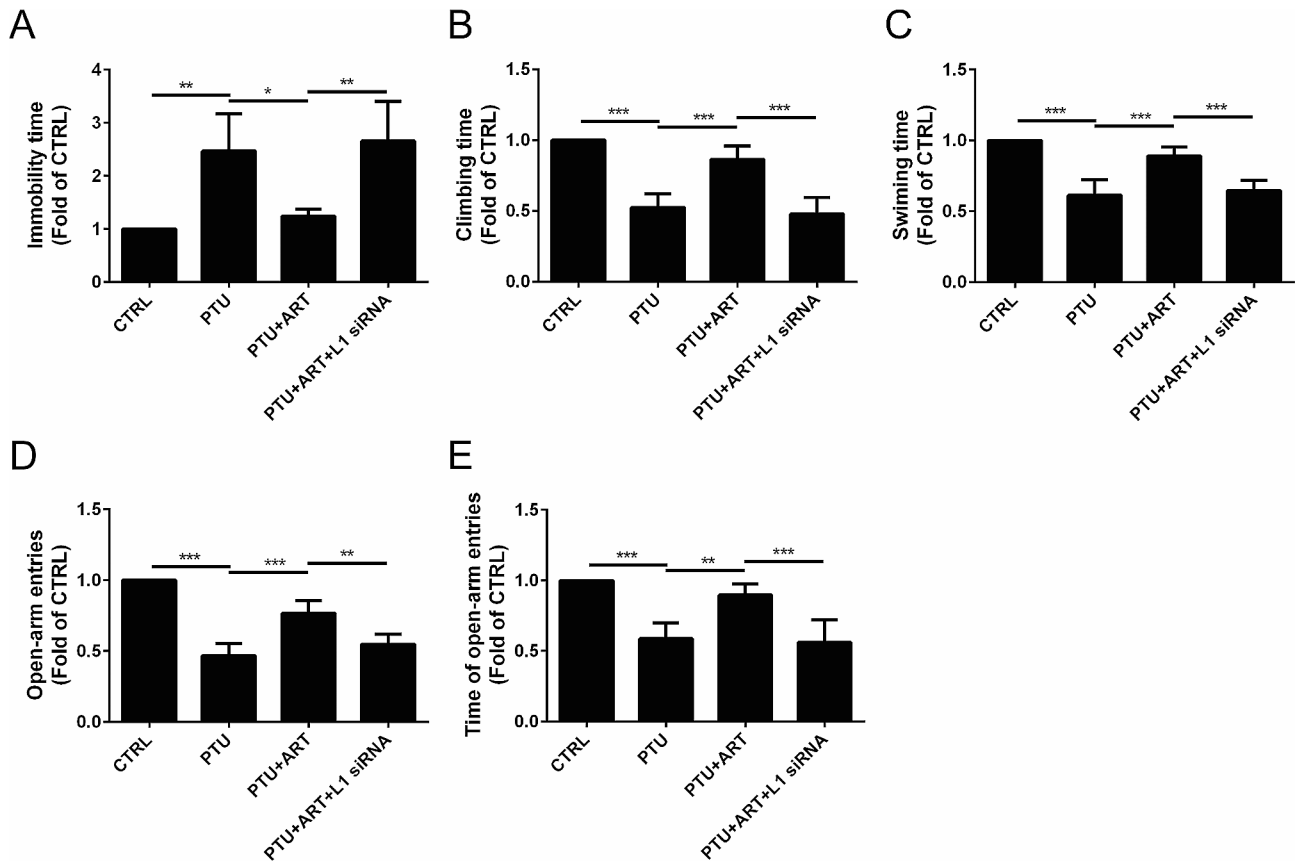 A
Immobility time
(Fold of CTRL)
4
3
2
1
0
**
*
**
CTRL
PTU
PTU+ART
PTU+ART+L1 siRNA
B
Climbing time
(Fold of CTRL)
1.5
1.0
0.5
0.0
***
***
***
CTRL
PTU
PTU+ART
PTU+ART+L1 siRNA
C
Swiming time
(Fold of CTRL)
1.5
1.0
0.5
0.0
***
***
***
CTRL
PTU
PTU+ART
PTU+ART+L1 siRNA
D
Open-arm entries
(Fold of CTRL)
1.5
1.0
0.5
0.0
***
***
**
CTRL
PTU
PTU+ART
PTU+ART+L1 siRNA
E
Time of open-arm entries
(Fold of CTRL)
1.5
1.0
0.5
0.0
***
**
***
CTRL
PTU
PTU+ART
PTU+ART+L1 siRNA